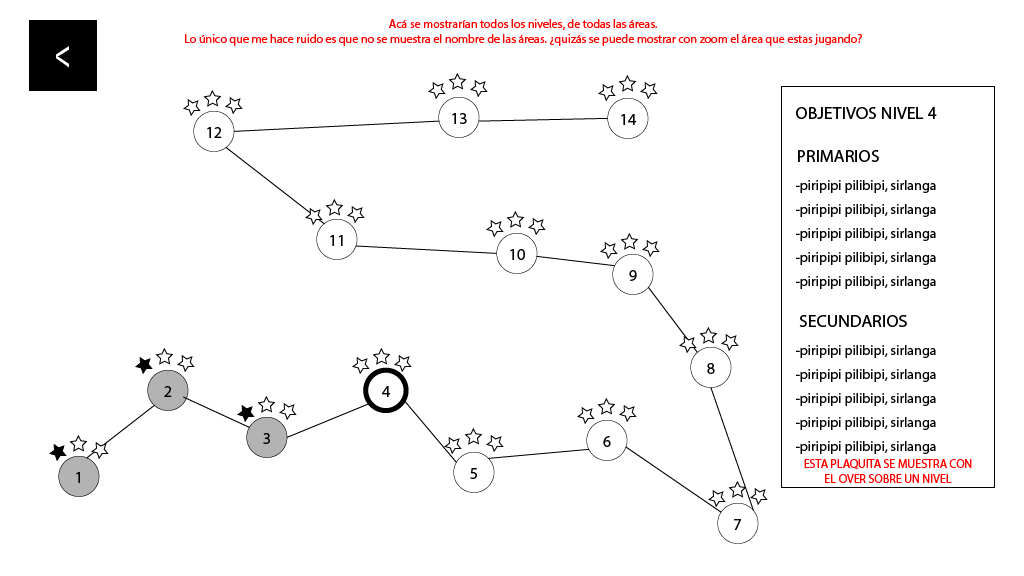 Acá se mostrarían todos los niveles, de todas las áreas.
Lo único que me hace ruido es que no se muestra el nombre de las áreas. ¿quizás se puede mostrar con zoom el área que estas jugando?
<
12
13
14
11
10
9
8
2
4
3
1
5
6
7
OBJETIVOS NIVEL 4
PRIMARIOS
-piripipi pilibipi, sirlanga
-piripipi pilibipi, sirlanga
-piripipi pilibipi, sirlanga
-piripipi pilibipi, sirlanga
-piripipi pilibipi, sirlanga
SECUNDARIOS
-piripipi pilibipi, sirlanga
-piripipi pilibipi, sirlanga
-piripipi pilibipi, sirlanga
-piripipi pilibipi, sirlanga
-piripipi pilibipi, sirlanga
ESTA PLAQUITA SE MUESTRA CON
EL OVER SOBRE UN NIVEL